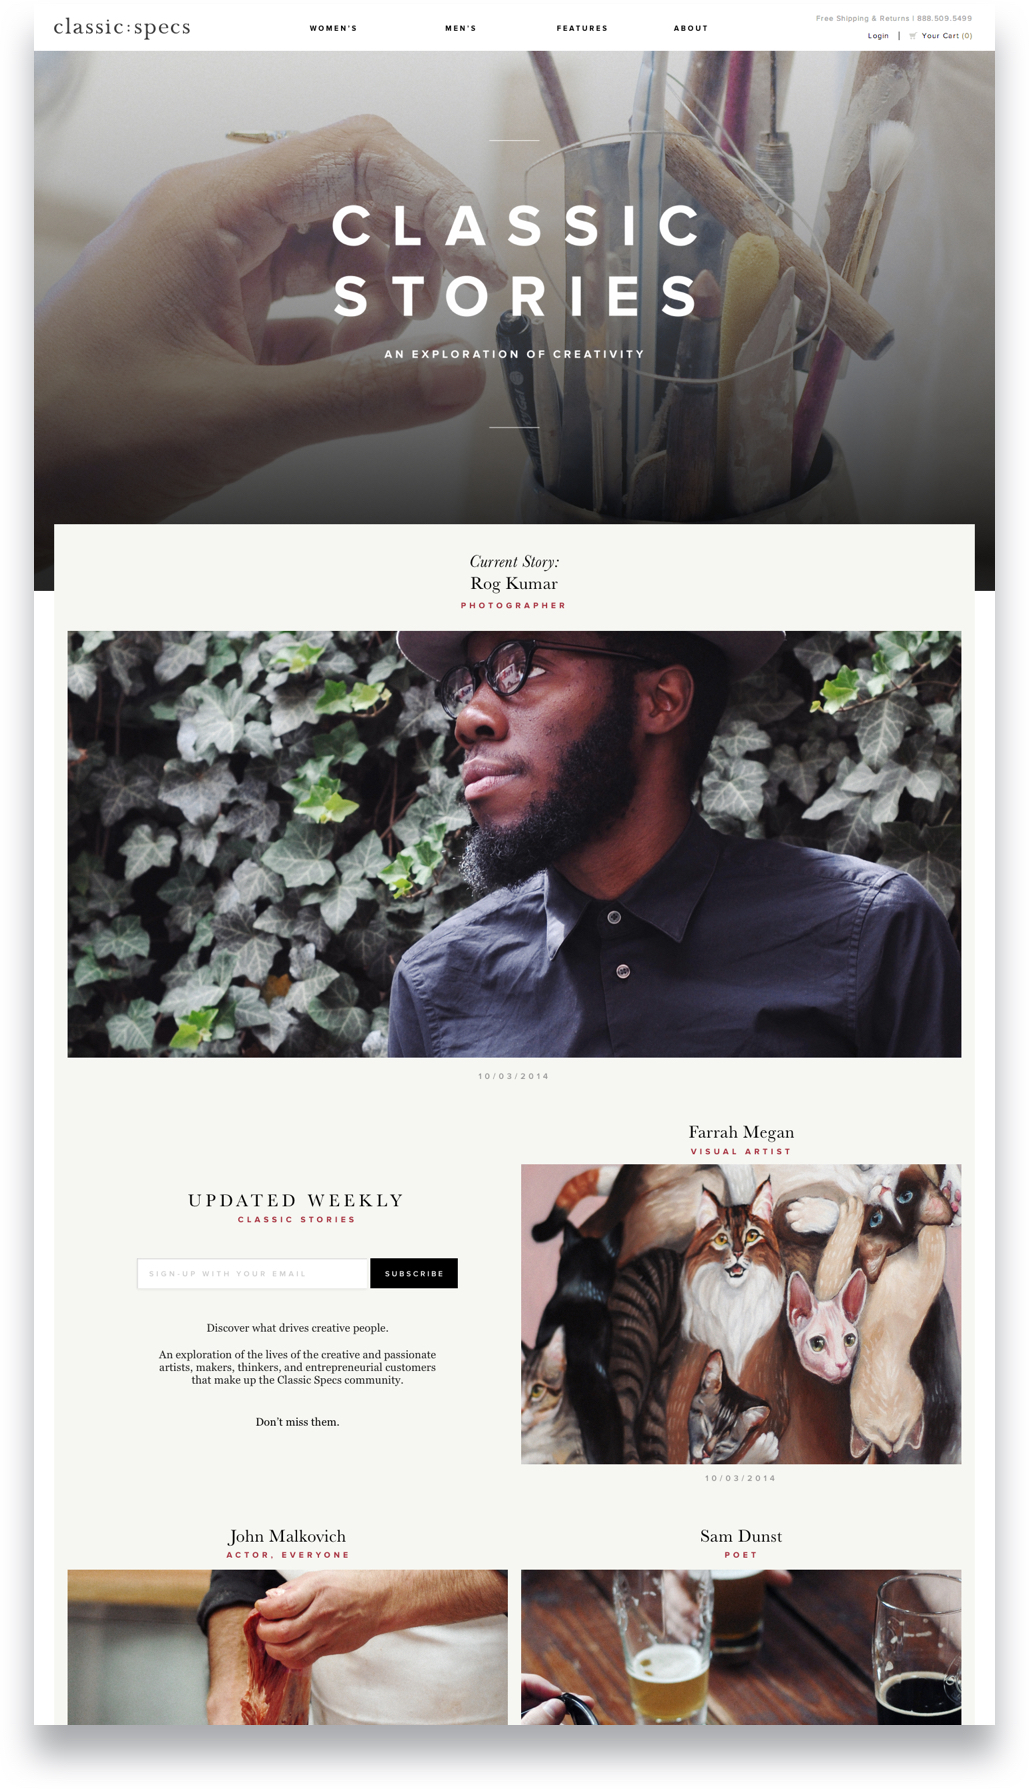 classic:specs
WOMEN'S
MEN'S
FEATURES
ABOUT
Free Shipping & Returns | 888.509.5499
Login | Your Cart (0)
CLASSIC
STORIES
AN EXPLORATION OF CREATIVITY
Current Story:
Rog Kumar
PHOTOGRAPHER
10/03/2014
UPDATED WEEKLY
CLASSIC STORIES
SIGN-UP WITH YOUR EMAIL
SUBSCRIBE
Discover what drives creative people.
An exploration of the lives of the creative and passionate
artists, makers, thinkers, and entrepreneurial customers
that make up the Classic Specs community.
Don't miss them.
Farrah Megan
VISUAL ARTIST
10/03/2014
John Malkovich
ACTOR, EVERYONE
Sam Dunst
POET